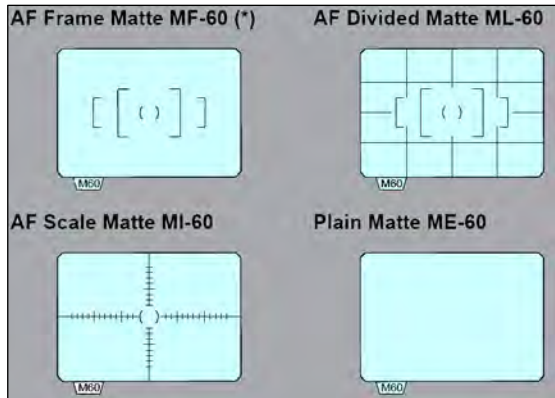 AF Frame Matte MF-60 (*)
AF Divided Matte ML-60
M60
M60
AF Scale Matte MI-60
Plain Matte ME-60
M60
M60